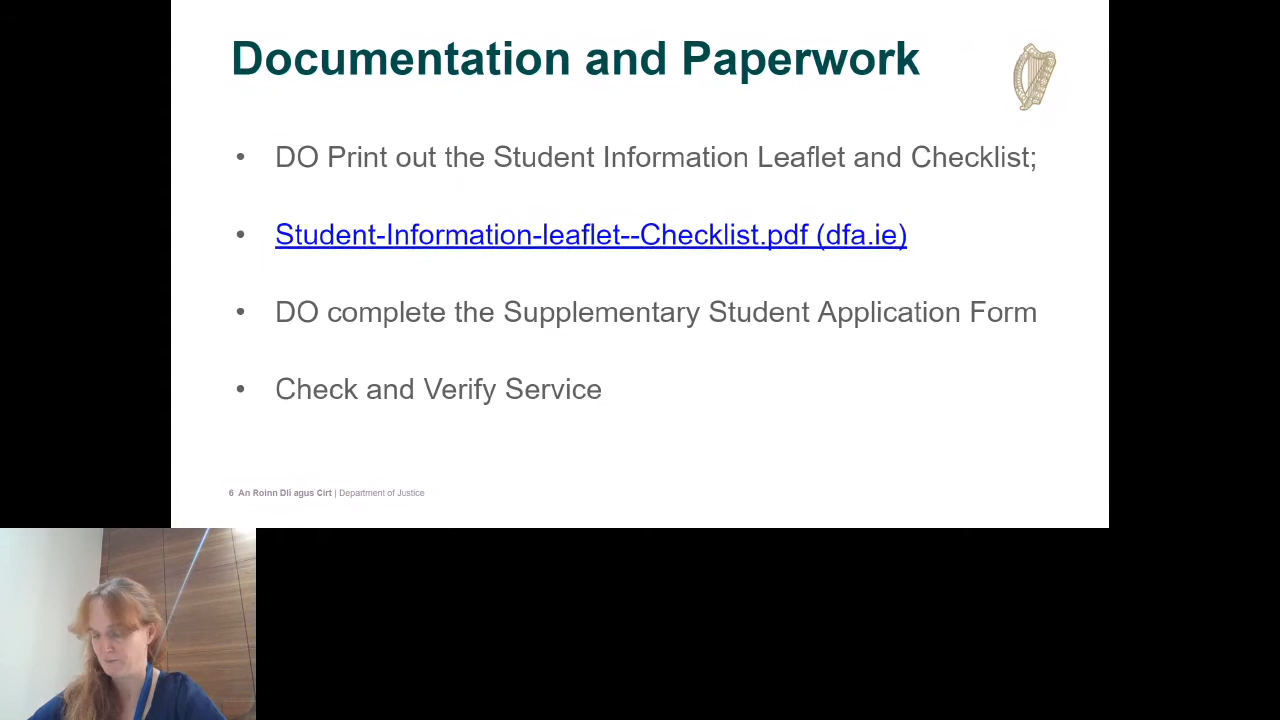 Documentation and Paperwork
• DO Print out the Student Information Leaflet and Checklist;
• Student-Information-leaflet--Checklist.pdf (dfa.ie)
• DO complete the Supplementary Student Application Form
• Check and Verify Service
6 An Roinn Dlí agus Cirt | Department of Justice